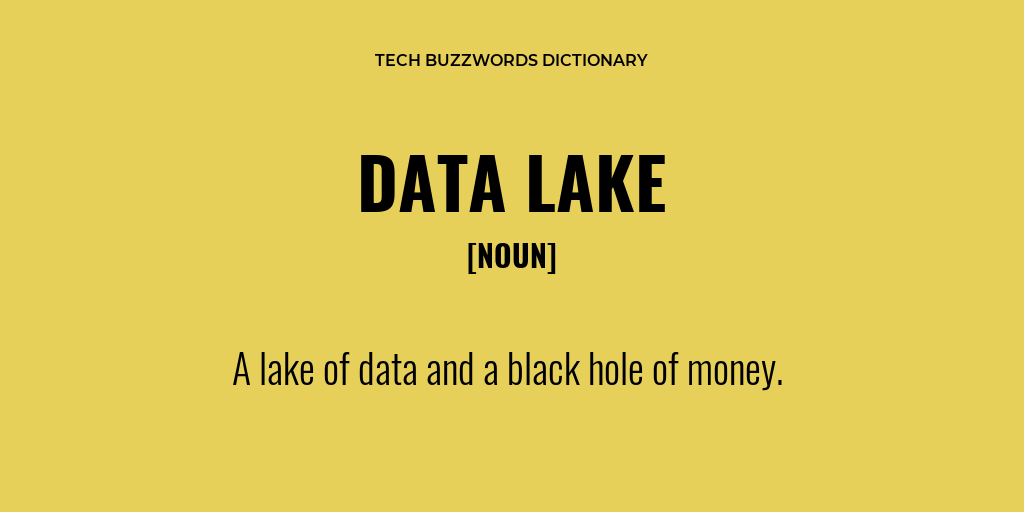 TECH BUZZWORDS DICTIONARY
DATA LAKE
[NOUN]
A lake of data and a black hole of money.